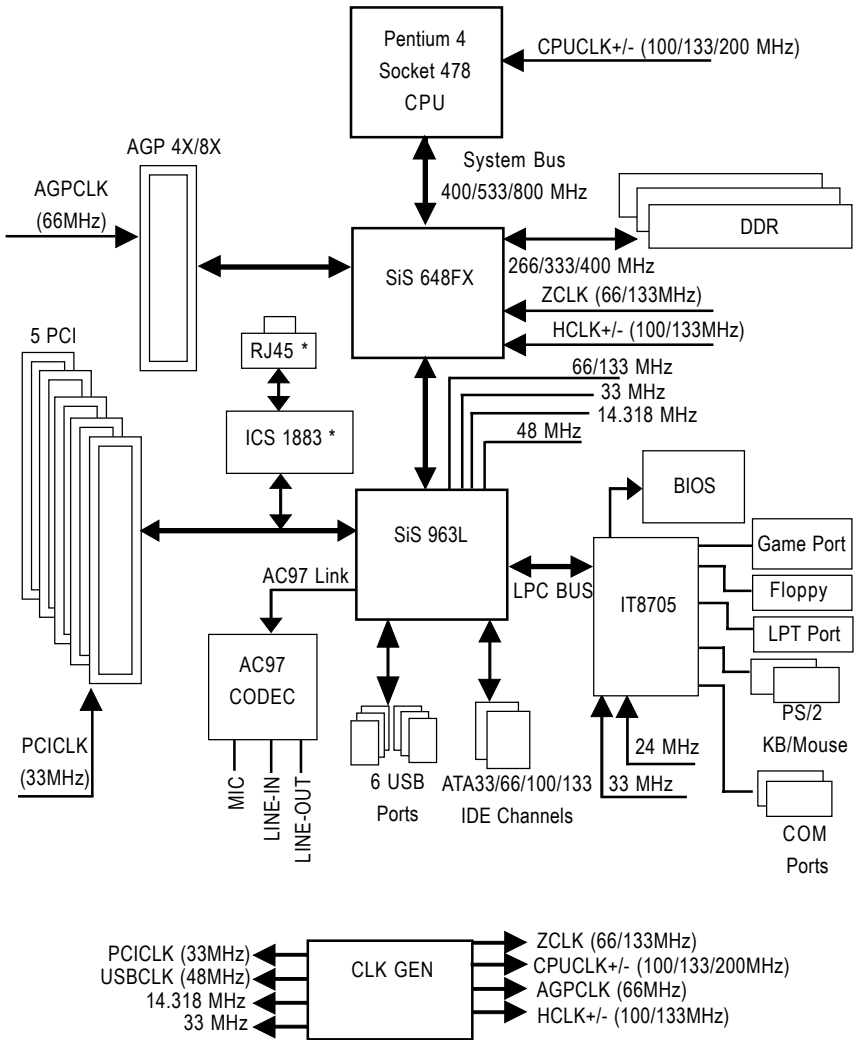 Pentium 4
Socket 478
CPU
CPUCLK+/- (100/133/200 MHz)
AGP 4X/8X
AGPCLK
(66MHz)
System Bus
400/533/800 MHz
DDR
SiS 648FX
266/333/400 MHz
ZCLK (66/133MHz)
HCLK+/- (100/133MHz)
5 PCI
RJ45 *
ICS 1883 *
66/133 MHz
33 MHz
14.318 MHz
48 MHz
BIOS
SiS 963L
Game Port
AC97 Link
LPC BUS
IT8705
Floppy
LPT Port
AC97
CODEC
PS/2
KB/Mouse
PCICLK
(33MHz)
24 MHz
33 MHz
MIC
LINE-IN
LINE-OUT
6 USB
Ports
ATA33/66/100/133
IDE Channels
COM
Ports
CLK GEN
PCICLK (33MHz)
USBCLK (48MHz)
14.318 MHz
33 MHz
ZCLK (66/133MHz)
CPUCLK+/- (100/133/200MHz)
AGPCLK (66MHz)
HCLK+/- (100/133MHz)